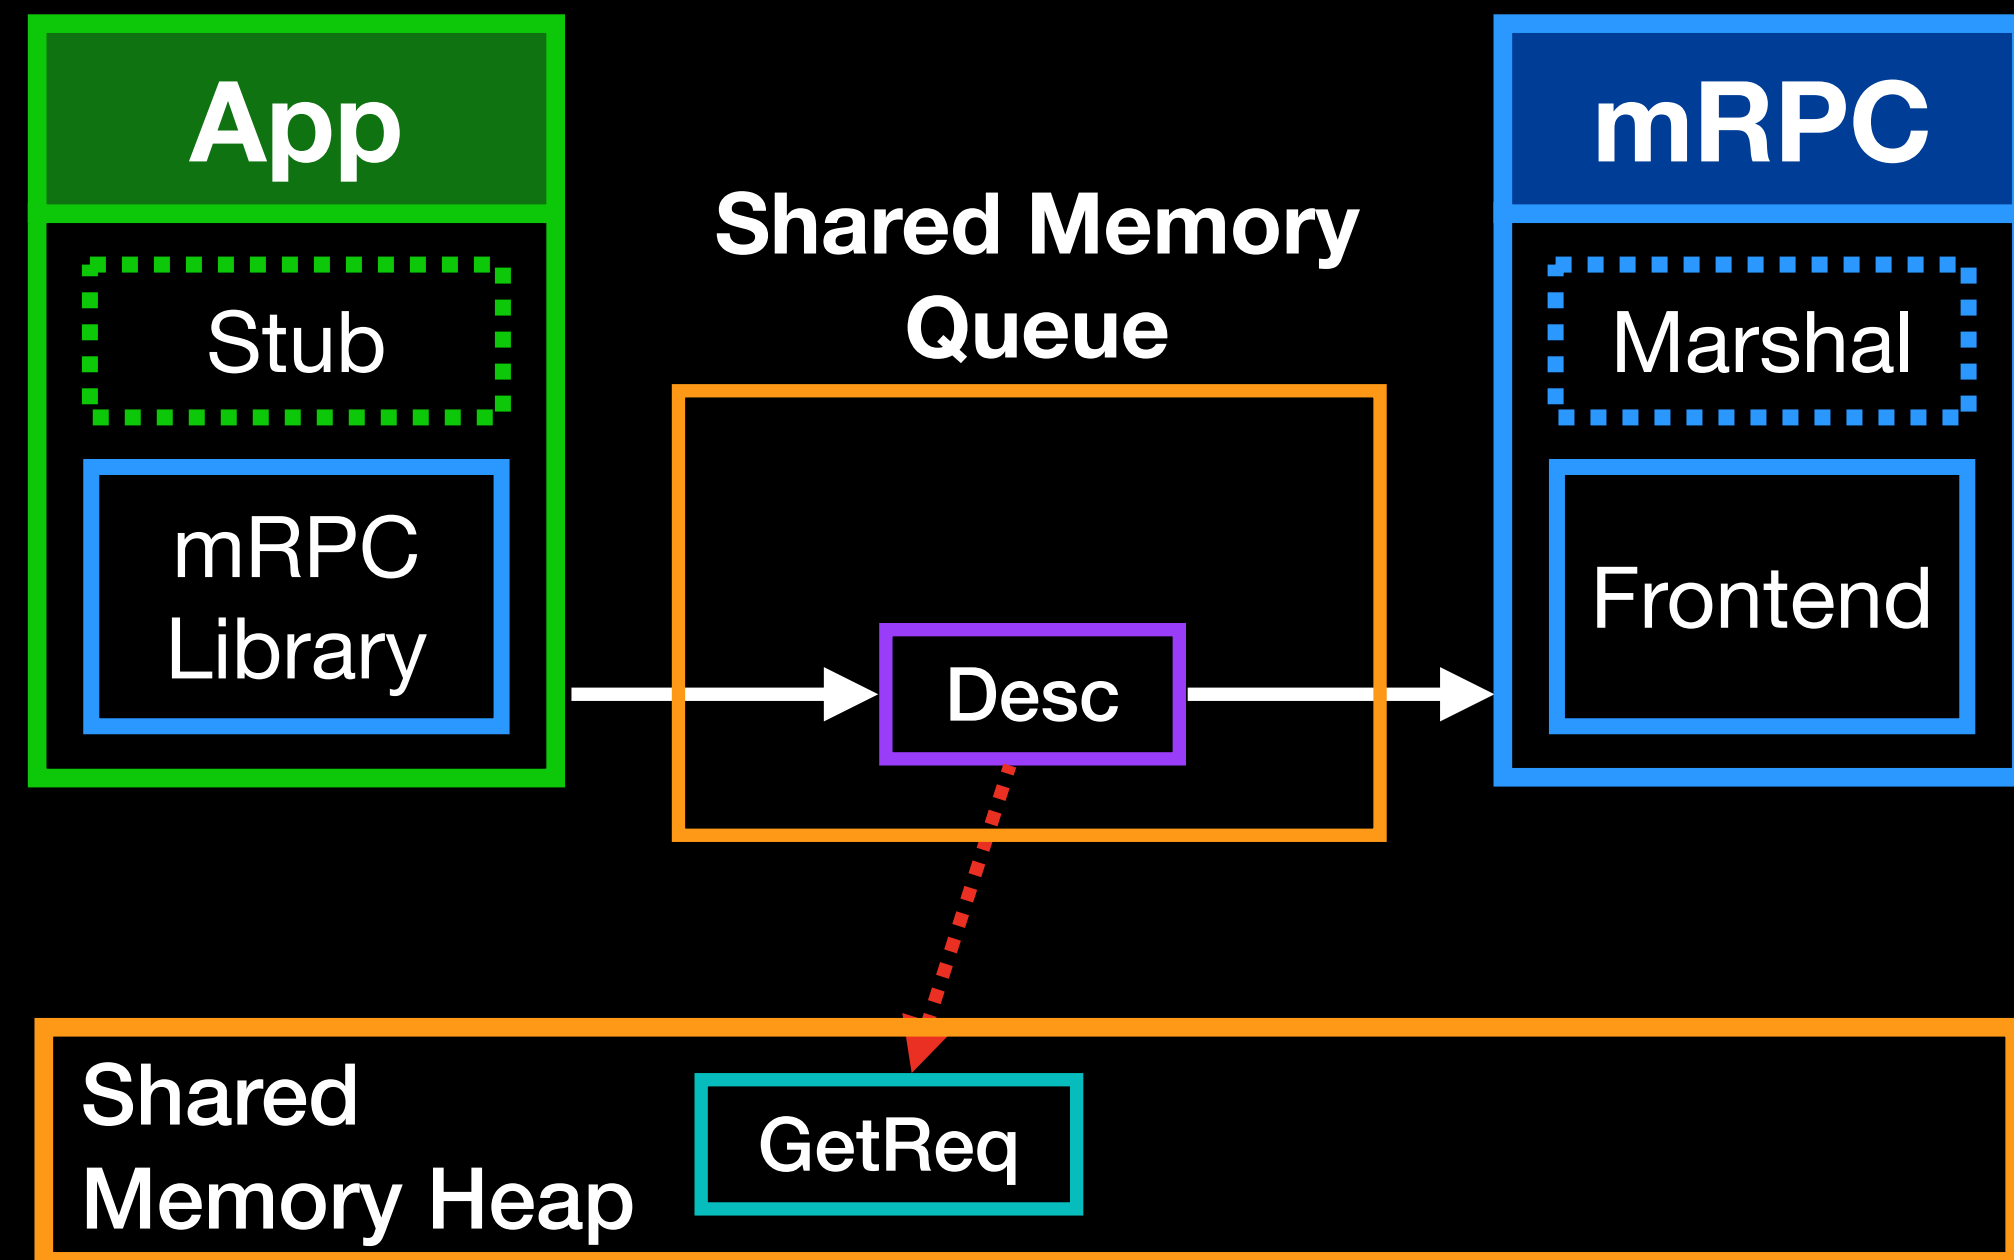 App
Stub
mRPC
Library
Shared Memory
Queue
Desc
mRPC
Marshal
Frontend
Shared
Memory Heap
GetReq